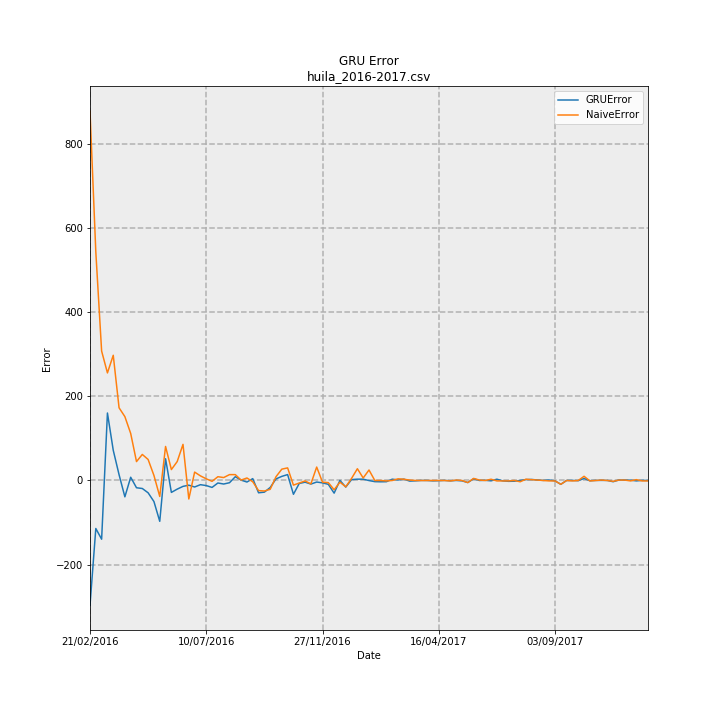 GRU Error
huila_2016-2017.csv
GRUError
NaiveError
800
600
400
200
0
−200
Error
21/02/2016 10/07/2016 27/11/2016 16/04/2017 03/09/2017
Date